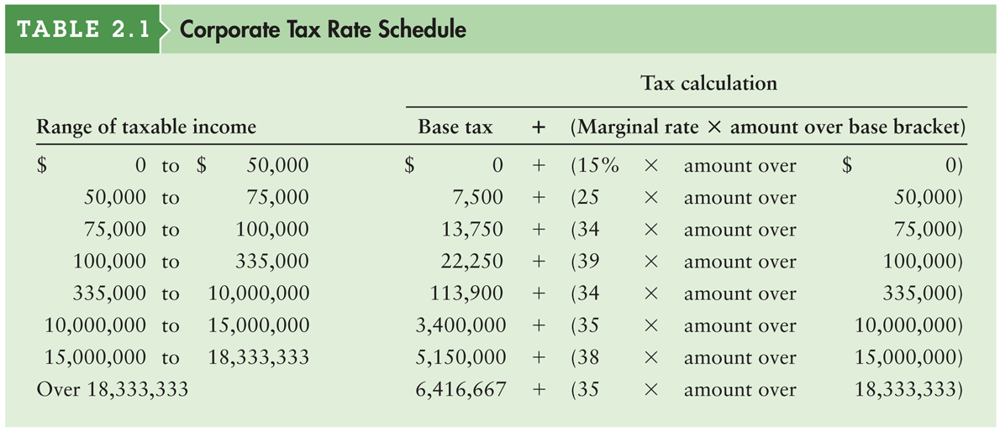 TABLE 2.1 Corporate Tax Rate Schedule
Tax calculation
Range of taxable income Base tax + (Marginal rate × amount over base bracket)
$ 0 to $ 50,000 $ 0 + (15% × amount over $ 0)
50,000 to 75,000 7,500 + (25 × amount over 50,000)
75,000 to 100,000 13,750 + (34 × amount over 75,000)
100,000 to 335,000 22,250 + (39 × amount over 100,000)
335,000 to 10,000,000 113,900 + (34 × amount over 335,000)
10,000,000 to 15,000,000 3,400,000 + (35 × amount over 10,000,000)
15,000,000 to 18,333,333 5,150,000 + (38 × amount over 15,000,000)
Over 18,333,333 6,416,667 + (35 × amount over 18,333,333)